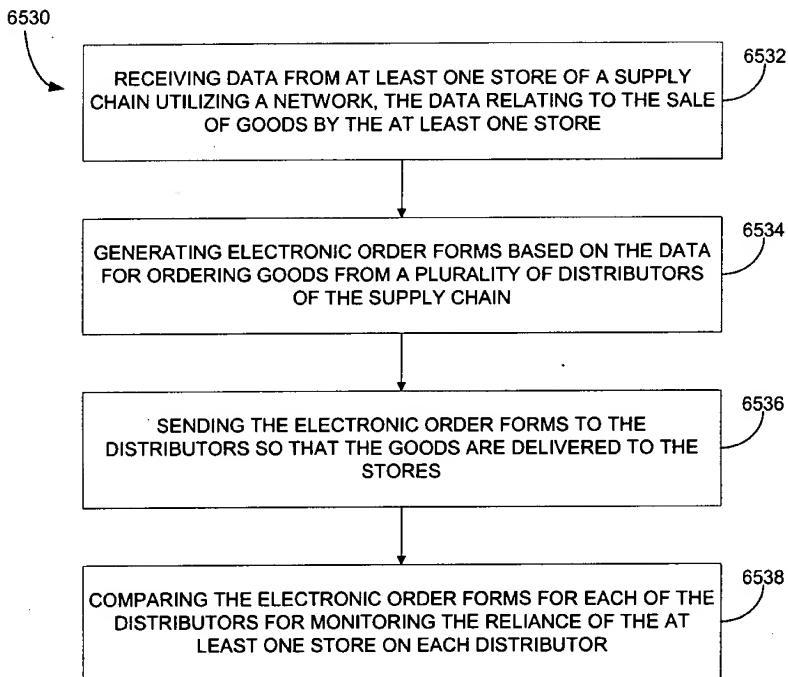 6530
6532
RECEIVING DATA FROM AT LEAST ONE STORE OF A SUPPLY
CHAIN UTILIZING A NETWORK, THE DATA RELATING TO THE SALE
OF GOODS BY THE AT LEAST ONE STORE
6534
GENERATING ELECTRONIC ORDER FORMS BASED ON THE DATA
FOR ORDERING GOODS FROM A PLURALITY OF DISTRIBUTORS
OF THE SUPPLY CHAIN
6536
SENDING THE ELECTRONIC ORDER FORMS TO THE
DISTRIBUTORS SO THAT THE GOODS ARE DELIVERED TO THE
STORES
6538
COMPARING THE ELECTRONIC ORDER FORMS FOR EACH OF THE
DISTRIBUTORS FOR MONITORING THE RELIANCE OF THE AT
LEAST ONE STORE ON EACH DISTRIBUTOR